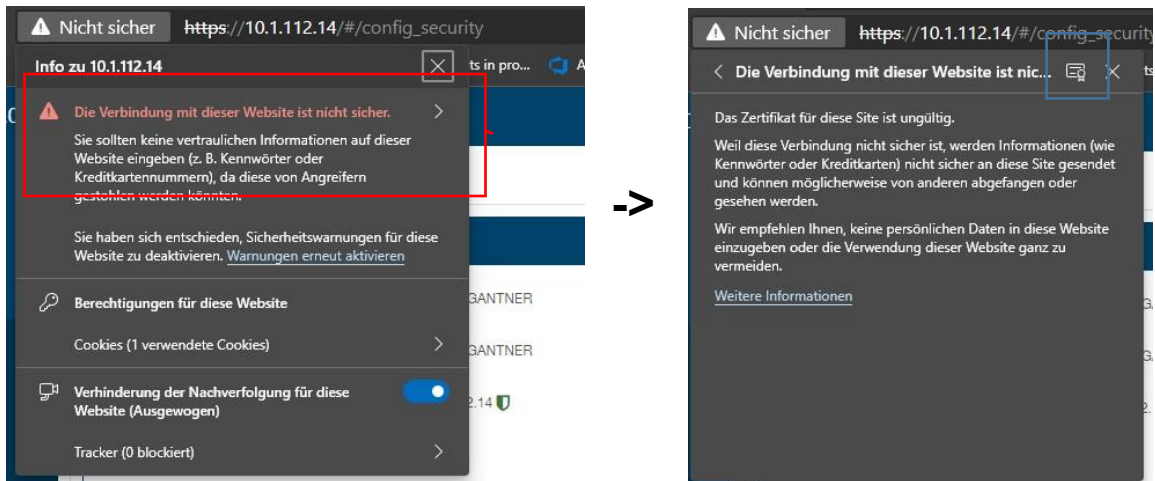 Nicht sicher https://10.1.112.14/#/config_security
Info zu 10.1.112.14
ts in pro...
Die Verbindung mit dieser Website ist nicht sicher.
Sie sollten keine vertraulichen Informationen auf dieser
Website eingeben (z. B. Kennwörter oder
Kreditkartennummern), da diese von Angreifern
gestohlen werden könnten.
Sie haben sich entschieden, Sicherheitswarnungen für diese
Website zu deaktivieren. Warnungen erneut aktivieren
Berechtigungen für diese Website
GANTNER
Cookies (1 verwendete Cookies)
GANTNER
Verhinderung der Nachverfolgung für diese
Website (Ausgewogen)
2.14
Tracker (0 blockiert)
->
Nicht sicher https://10.1.112.14/#/config_security
Die Verbindung mit dieser Website ist nic...
Das Zertifikat für diese Site ist ungültig.
Weil diese Verbindung nicht sicher ist, werden Informationen (wie
Kennwörter oder Kreditkarten) nicht sicher an diese Site gesendet
und können möglicherweise von anderen abgefangen oder
gesehen werden.
Wir empfehlen Ihnen, keine persönlichen Daten in diese Website
einzugeben oder die Verwendung dieser Website ganz zu
vermeiden.
Weitere Informationen